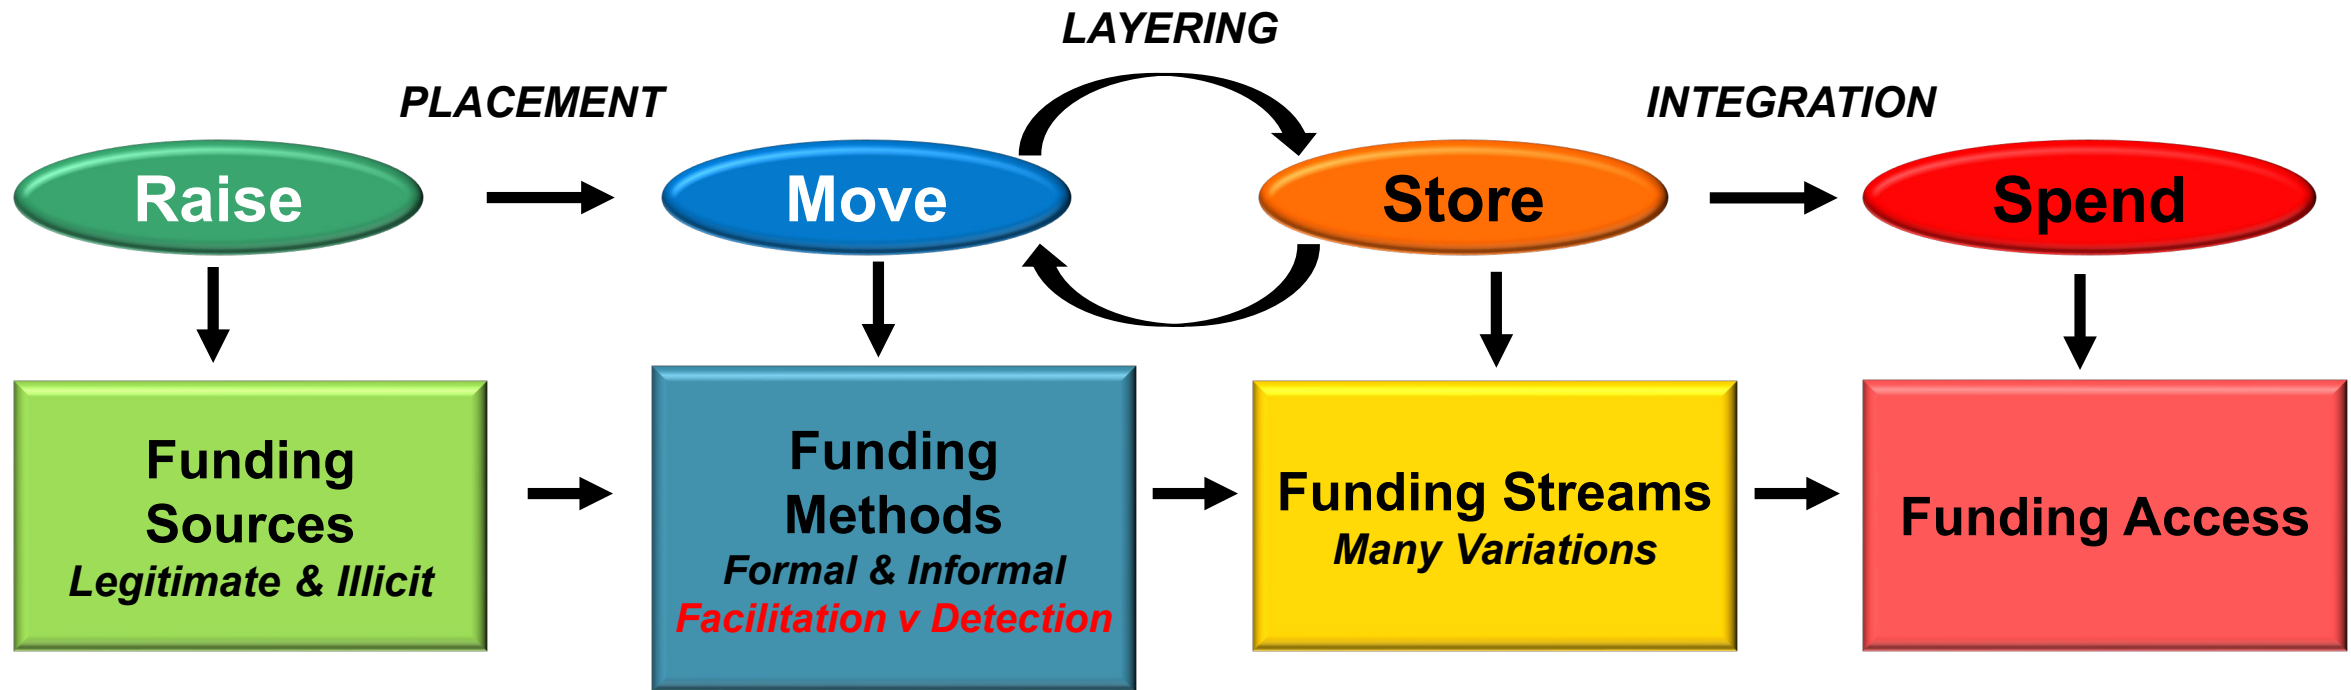 LAYERING
PLACEMENT
INTEGRATION
Raise
Move
Store
Spend
Funding
Sources
Legitimate & Illicit
Funding
Methods
Formal & Informal
Facilitation v Detection
Funding Streams
Many Variations
Funding Access